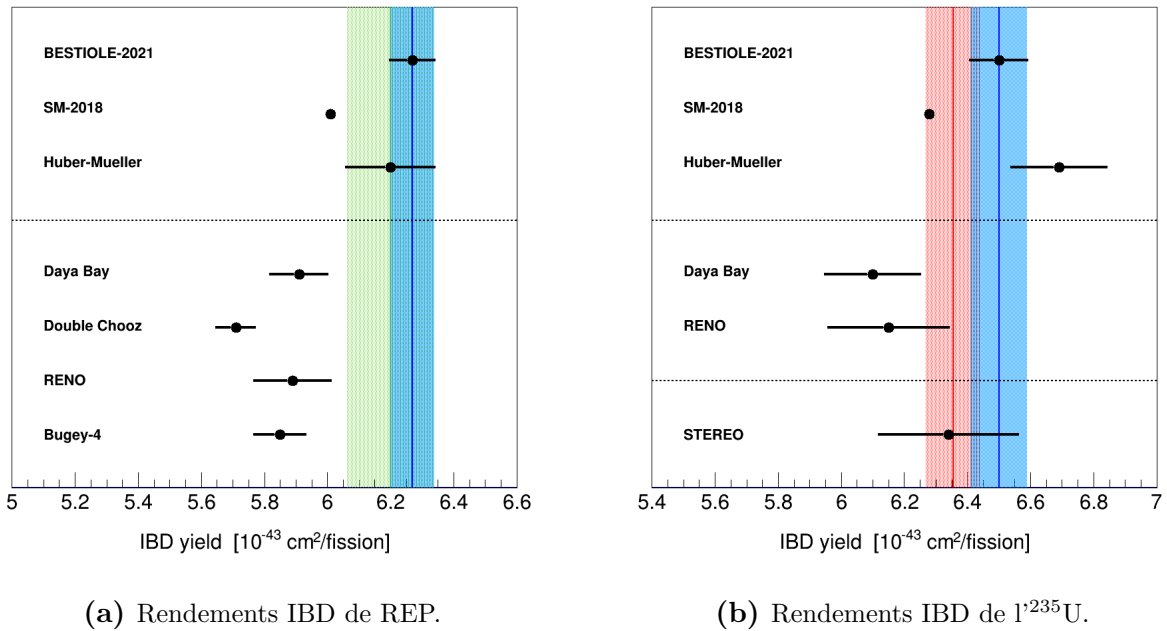 BESTIOLE-2021
SM-2018
Huber-Mueller
Daya Bay
Double Chooz
RENO
Bugey-4
5 5.2 5.4 5.6 5.8 6 6.2 6.4 6.6
IBD yield [10⁻⁴³ cm²/fission]
(a) Rendements IBD de REP.
BESTIOLE-2021
SM-2018
Huber-Mueller
Daya Bay
RENO
STEREO
5.4 5.6 5.8 6 6.2 6.4 6.6 6.8 7
IBD yield [10⁻⁴³ cm²/fission]
(b) Rendements IBD de l'²³⁵U.